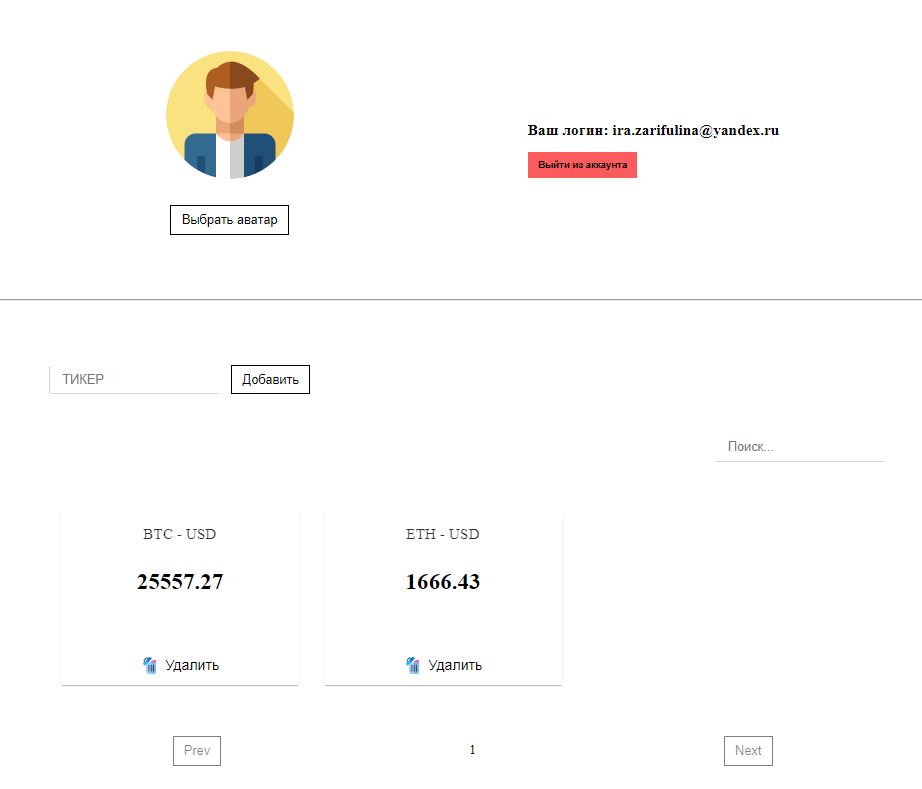 Ваш логин: ira.zarifulina@yandex.ru
Выйти из аккаунта
Выбрать аватар
ТИКЕР
Добавить
Поиск...
BTC - USD
25557.27
Удалить
ETH - USD
1666.43
Удалить
Prev
1
Next